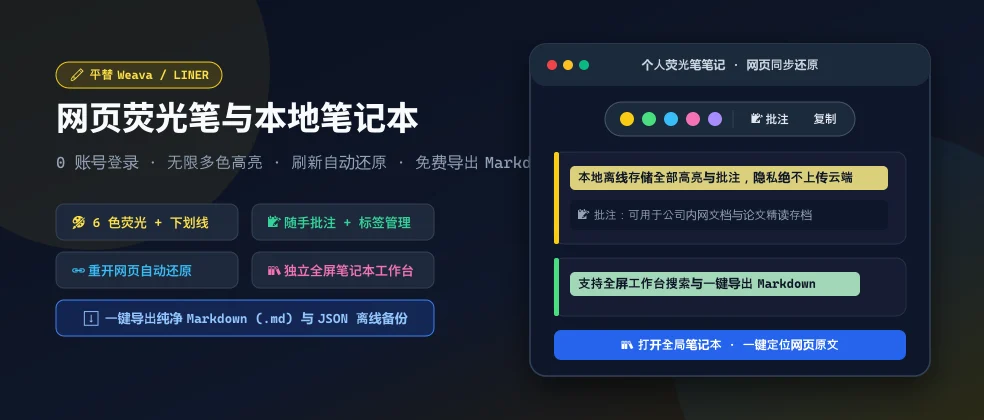 平替 Weava / LINER
网页荧光笔与本地笔记本
0 账号登录 · 无限多色高亮 · 刷新自动还原 · 免费导出 Markd
6 色荧光 + 下划线
随手批注 + 标签管理
重开网页自动还原
独立全屏笔记本工作台
一键导出纯净 Markdown (.md) 与 JSON 离线备份
个人荧光笔笔记 · 网页同步还原
批注 复制
本地离线存储全部高亮与批注，隐私绝不上传云端
批注：可用于公司内网文档与论文精读存档
支持全屏工作台搜索与一键导出 Markdown
打开全局笔记本 · 一键定位网页原文